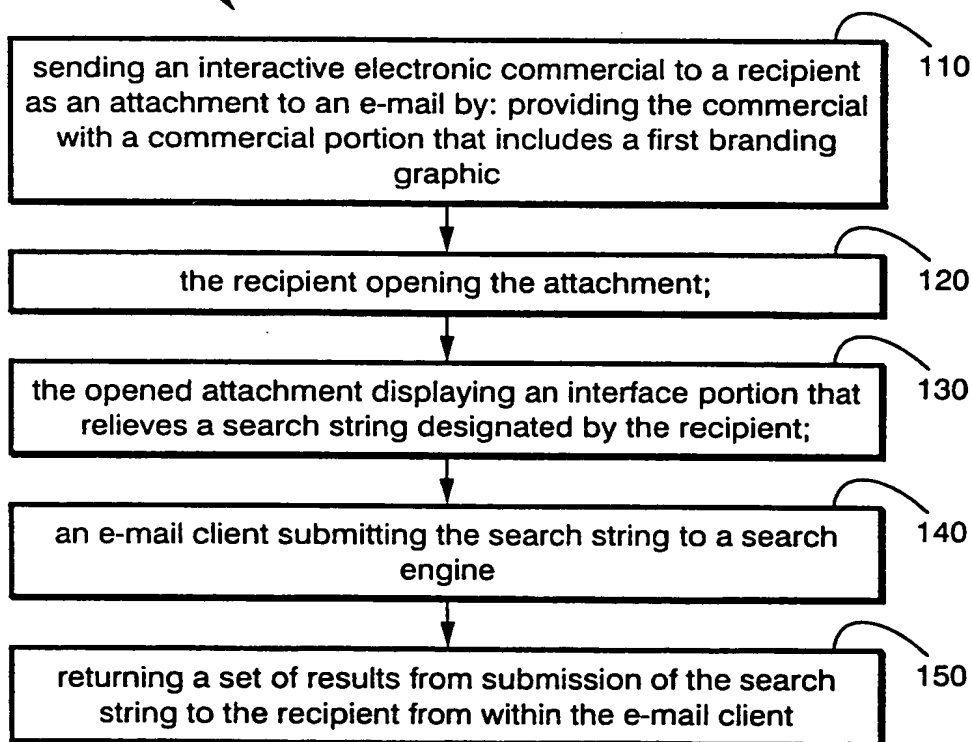 sending an interactive electronic commercial to a recipient
as an attachment to an e-mail by: providing the commercial
with a commercial portion that includes a first branding
graphic
110
the recipient opening the attachment;
120
the opened attachment displaying an interface portion that
relieves a search string designated by the recipient;
130
an e-mail client submitting the search string to a search
engine
140
returning a set of results from submission of the search
string to the recipient from within the e-mail client
150